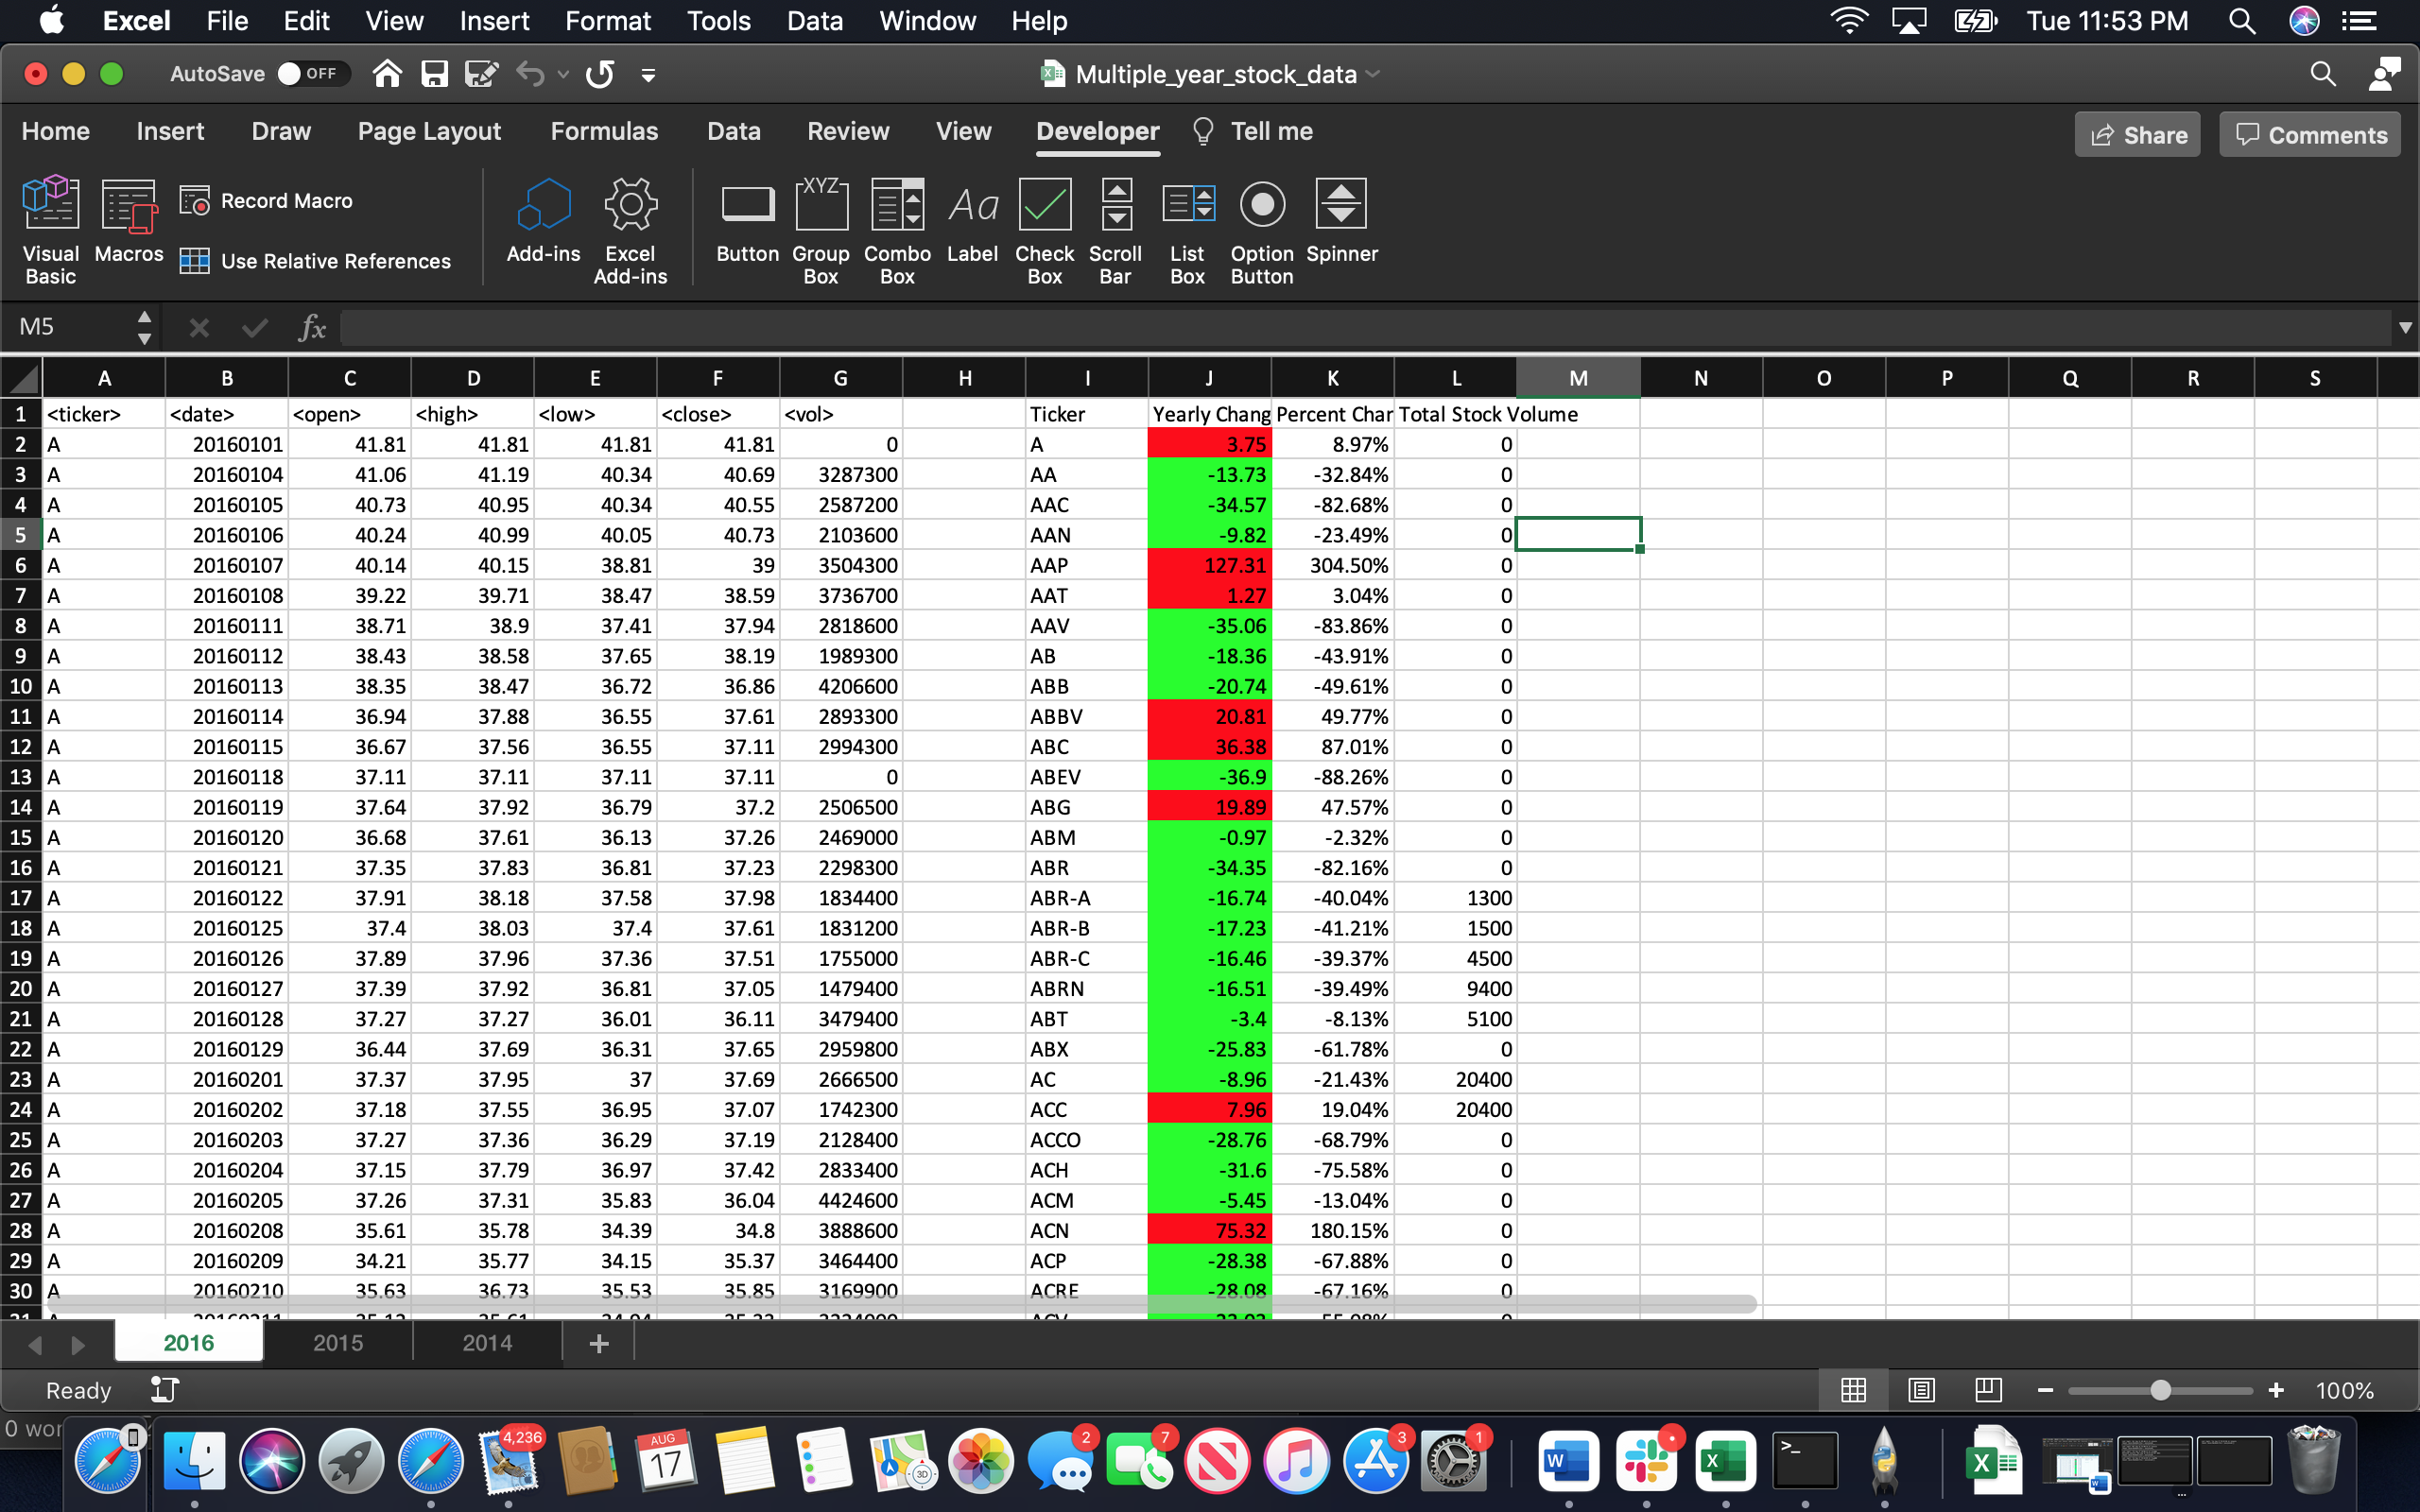 Excel File Edit View Insert Format Tools Data Window Help Tue 11:53 PM
AutoSave OFF Multiple_year_stock_data
Home Insert Draw Page Layout Formulas Data Review View Developer Tell me Share Comments
Visual Basic Macros Record Macro Use Relative References Add-ins Excel Add-ins XYZ Button Group Box Combo Box Aa Label Check Box Scroll Bar List Box Option Button Spinner
M5 fx
A B C D E F G H I J K L M N O P Q R S
1 <ticker> <date> <open> <high> <low> <close> <vol> Ticker Yearly Chang Percent Char Total Stock Volume
2 A 20160101 41.81 41.81 41.81 41.81 0 A 3.75 8.97% 0
3 A 20160104 41.06 41.19 40.34 40.69 3287300 AA -13.73 -32.84% 0
4 A 20160105 40.73 40.95 40.34 40.55 2587200 AAC -34.57 -82.68% 0
5 A 20160106 40.24 40.99 40.05 40.73 2103600 AAN -9.82 -23.49% 0
6 A 20160107 40.14 40.15 38.81 39 3504300 AAP 127.31 304.50% 0
7 A 20160108 39.22 39.71 38.47 38.59 3736700 AAT 1.27 3.04% 0
8 A 20160111 38.71 38.9 37.41 37.94 2818600 AAV -35.06 -83.86% 0
9 A 20160112 38.43 38.58 37.65 38.19 1989300 AB -18.36 -43.91% 0
10 A 20160113 38.35 38.47 36.72 36.86 4206600 ABB -20.74 -49.61% 0
11 A 20160114 36.94 37.88 36.55 37.61 2893300 ABBV 20.81 49.77% 0
12 A 20160115 36.67 37.56 36.55 37.11 2994300 ABC 36.38 87.01% 0
13 A 20160118 37.11 37.11 37.11 37.11 0 ABEV -36.9 -88.26% 0
14 A 20160119 37.64 37.92 36.79 37.2 2506500 ABG 19.89 47.57% 0
15 A 20160120 36.68 37.61 36.13 37.26 2469000 ABM -0.97 -2.32% 0
16 A 20160121 37.35 37.83 36.81 37.23 2298300 ABR -34.35 -82.16% 0
17 A 20160122 37.91 38.18 37.58 37.98 1834400 ABR-A -16.74 -40.04% 1300
18 A 20160125 37.4 38.03 37.4 37.61 1831200 ABR-B -17.23 -41.21% 1500
19 A 20160126 37.89 37.96 37.36 37.51 1755000 ABR-C -16.46 -39.37% 4500
20 A 20160127 37.39 37.92 36.81 37.05 1479400 ABRN -16.51 -39.49% 9400
21 A 20160128 37.27 37.27 36.01 36.11 3479400 ABT -3.4 -8.13% 5100
22 A 20160129 36.44 37.69 36.31 37.65 2959800 ABX -25.83 -61.78% 0
23 A 20160201 37.37 37.95 37 37.69 2666500 AC -8.96 -21.43% 20400
24 A 20160202 37.18 37.55 36.95 37.07 1742300 ACC 7.96 19.04% 20400
25 A 20160203 37.27 37.36 36.29 37.19 2128400 ACCO -28.76 -68.79% 0
26 A 20160204 37.15 37.79 36.97 37.42 2833400 ACH -31.6 -75.58% 0
27 A 20160205 37.26 37.31 35.83 36.04 4424600 ACM -5.45 -13.04% 0
28 A 20160208 35.61 35.78 34.39 34.8 3888600 ACN 75.32 180.15% 0
29 A 20160209 34.21 35.77 34.15 35.37 3464400 ACP -28.38 -67.88% 0
30 A 20160210 35.63 36.73 35.53 35.85 3169900 ACRE -28.08 -67.16% 0
2016 2015 2014 +
Ready 100%
0 wor
4,236 AUG 17 3D 2 7 3 1 W X >_ X